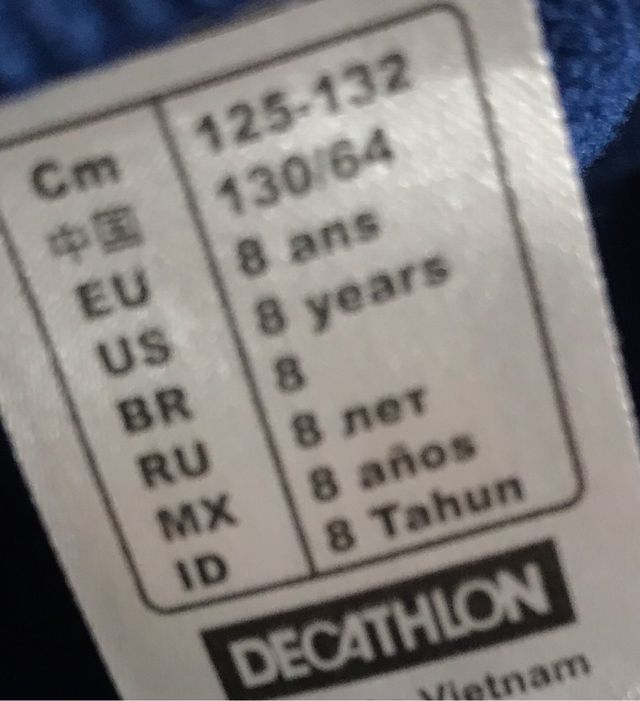 Cm 125-132
中国 130/64
EU 8 ans
US 8 years
BR 8
RU 8 лет
MX 8 años
ID 8 Tahun
DECATHLON
Vietnam